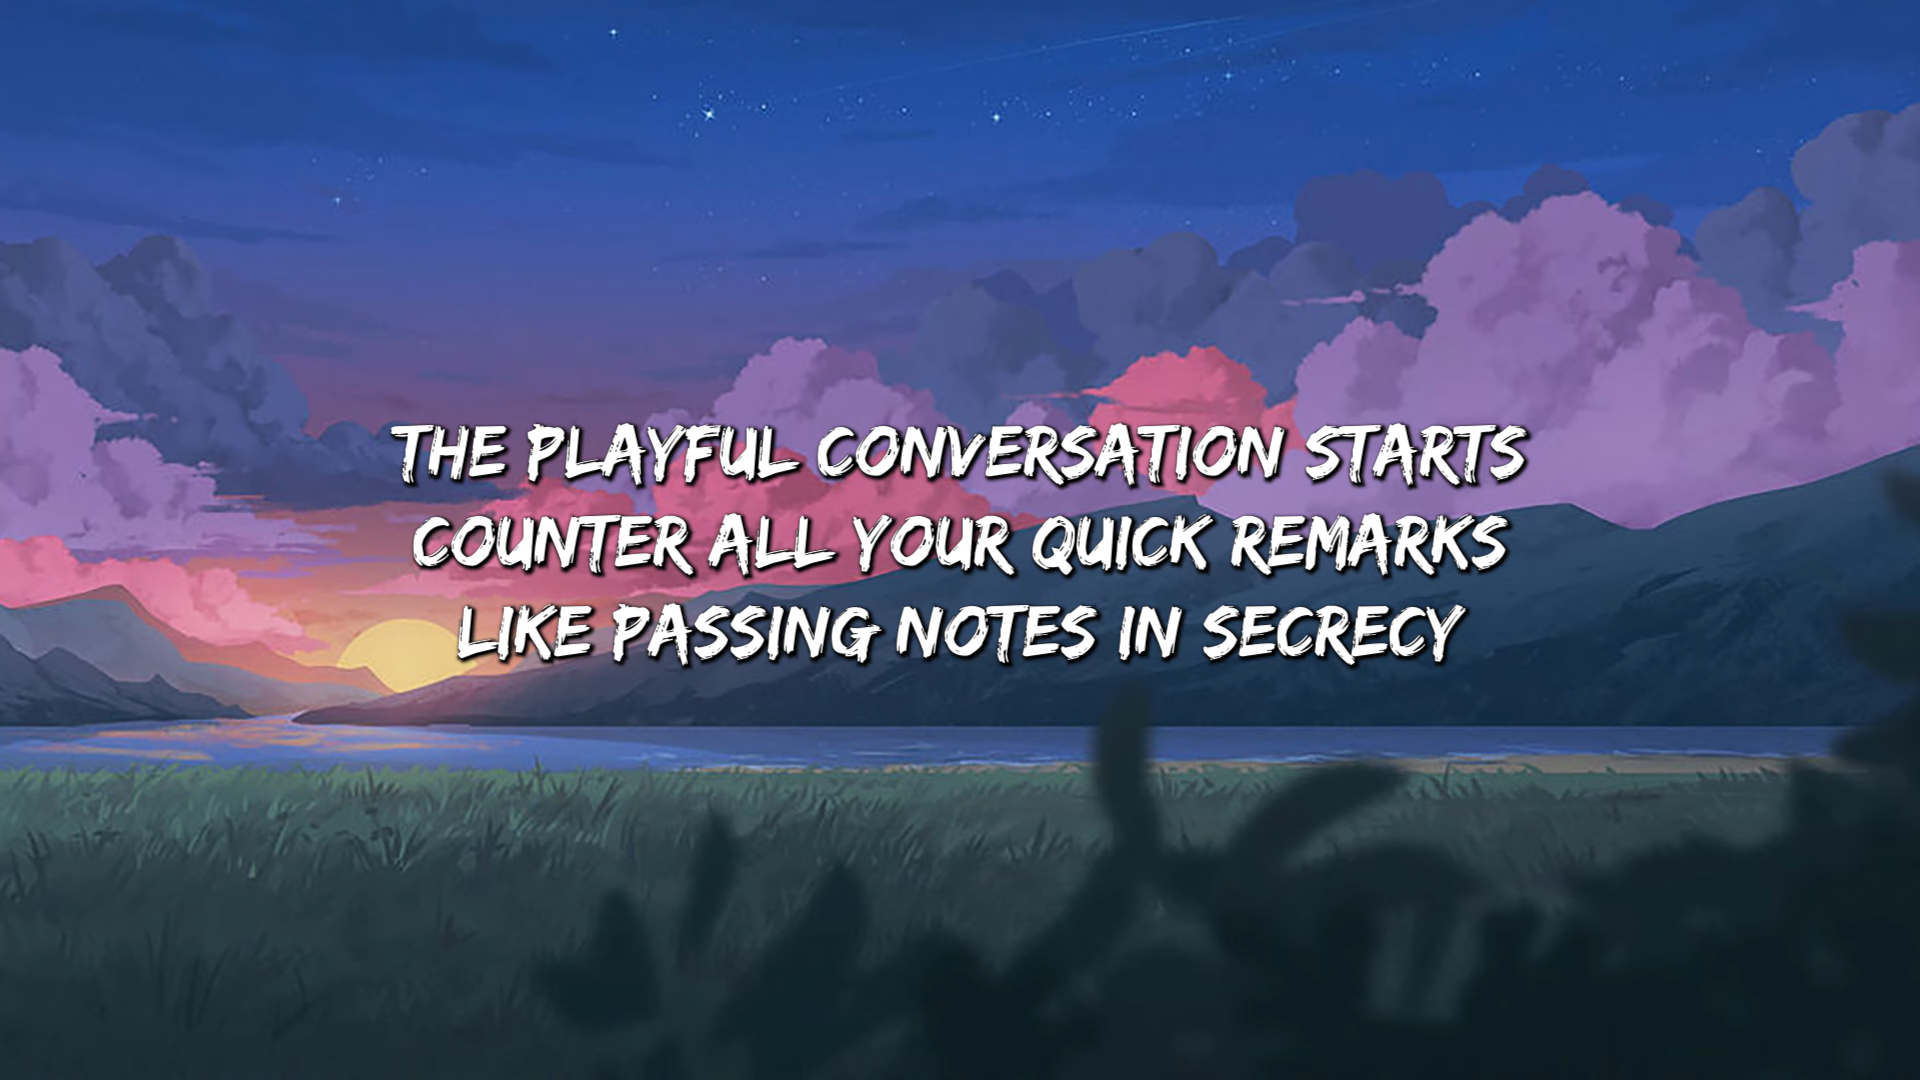 THE PLAYFUL CONVERSATION STARTS
COUNTER ALL YOUR QUICK REMARKS
LIKE PASSING NOTES IN SECRECY